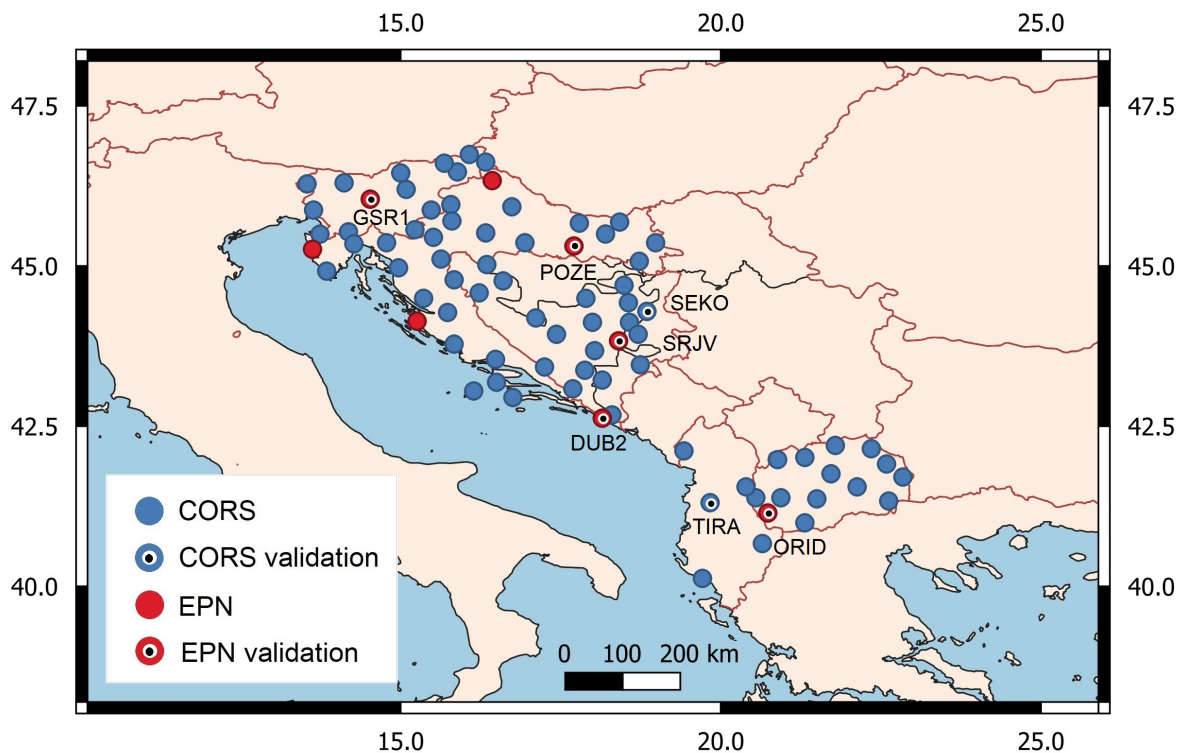 15.0 20.0 25.0
47.5 47.5
GSR1
45.0 POZE 45.0
SEKO
SRJV
42.5 DUB2 42.5
CORS
TIRA
CORS validation ORID
40.0 40.0
EPN
EPN validation 0 100 200 km
15.0 20.0 25.0